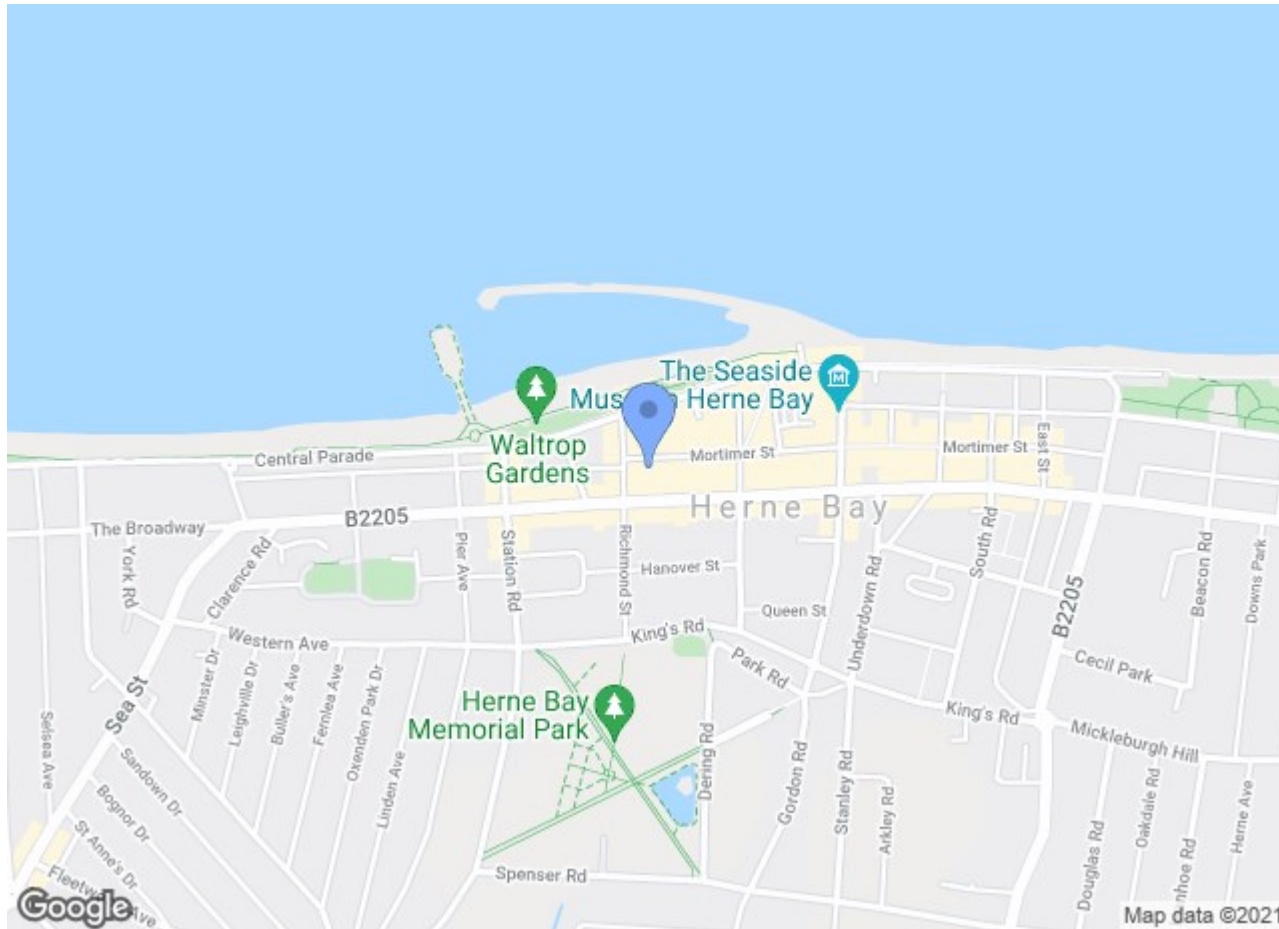 The Seaside
Mus Herne Bay
Waltrop
Gardens
Central Parade
Mortimer St
Mortimer St
East St
Herne Bay
B2205
The Broadway
York Rd
Clarence Rd
Pier Ave
Station Rd
Richmond St
Hanover St
Queen St
Underdown Rd
South Rd
B2205
Beacon Rd
Downs Park
Western Ave
King's Rd
Park Rd
Cecil Park
King's Rd
Mickleburgh Hill
Sea St
Selsea Ave
Minster Dr
Leighville Dr
Buller's Ave
Fernlea Ave
Oxenden Park Dr
Linden Ave
Herne Bay
Memorial Park
Dering Rd
Gordon Rd
Stanley Rd
Arkley Rd
Sandown Dr
Bognor Dr
St Anne's Dr
Spenser Rd
Douglas Rd
Oakdale Rd
nhoe Rd
Herne Ave
Google
Map data ©2021